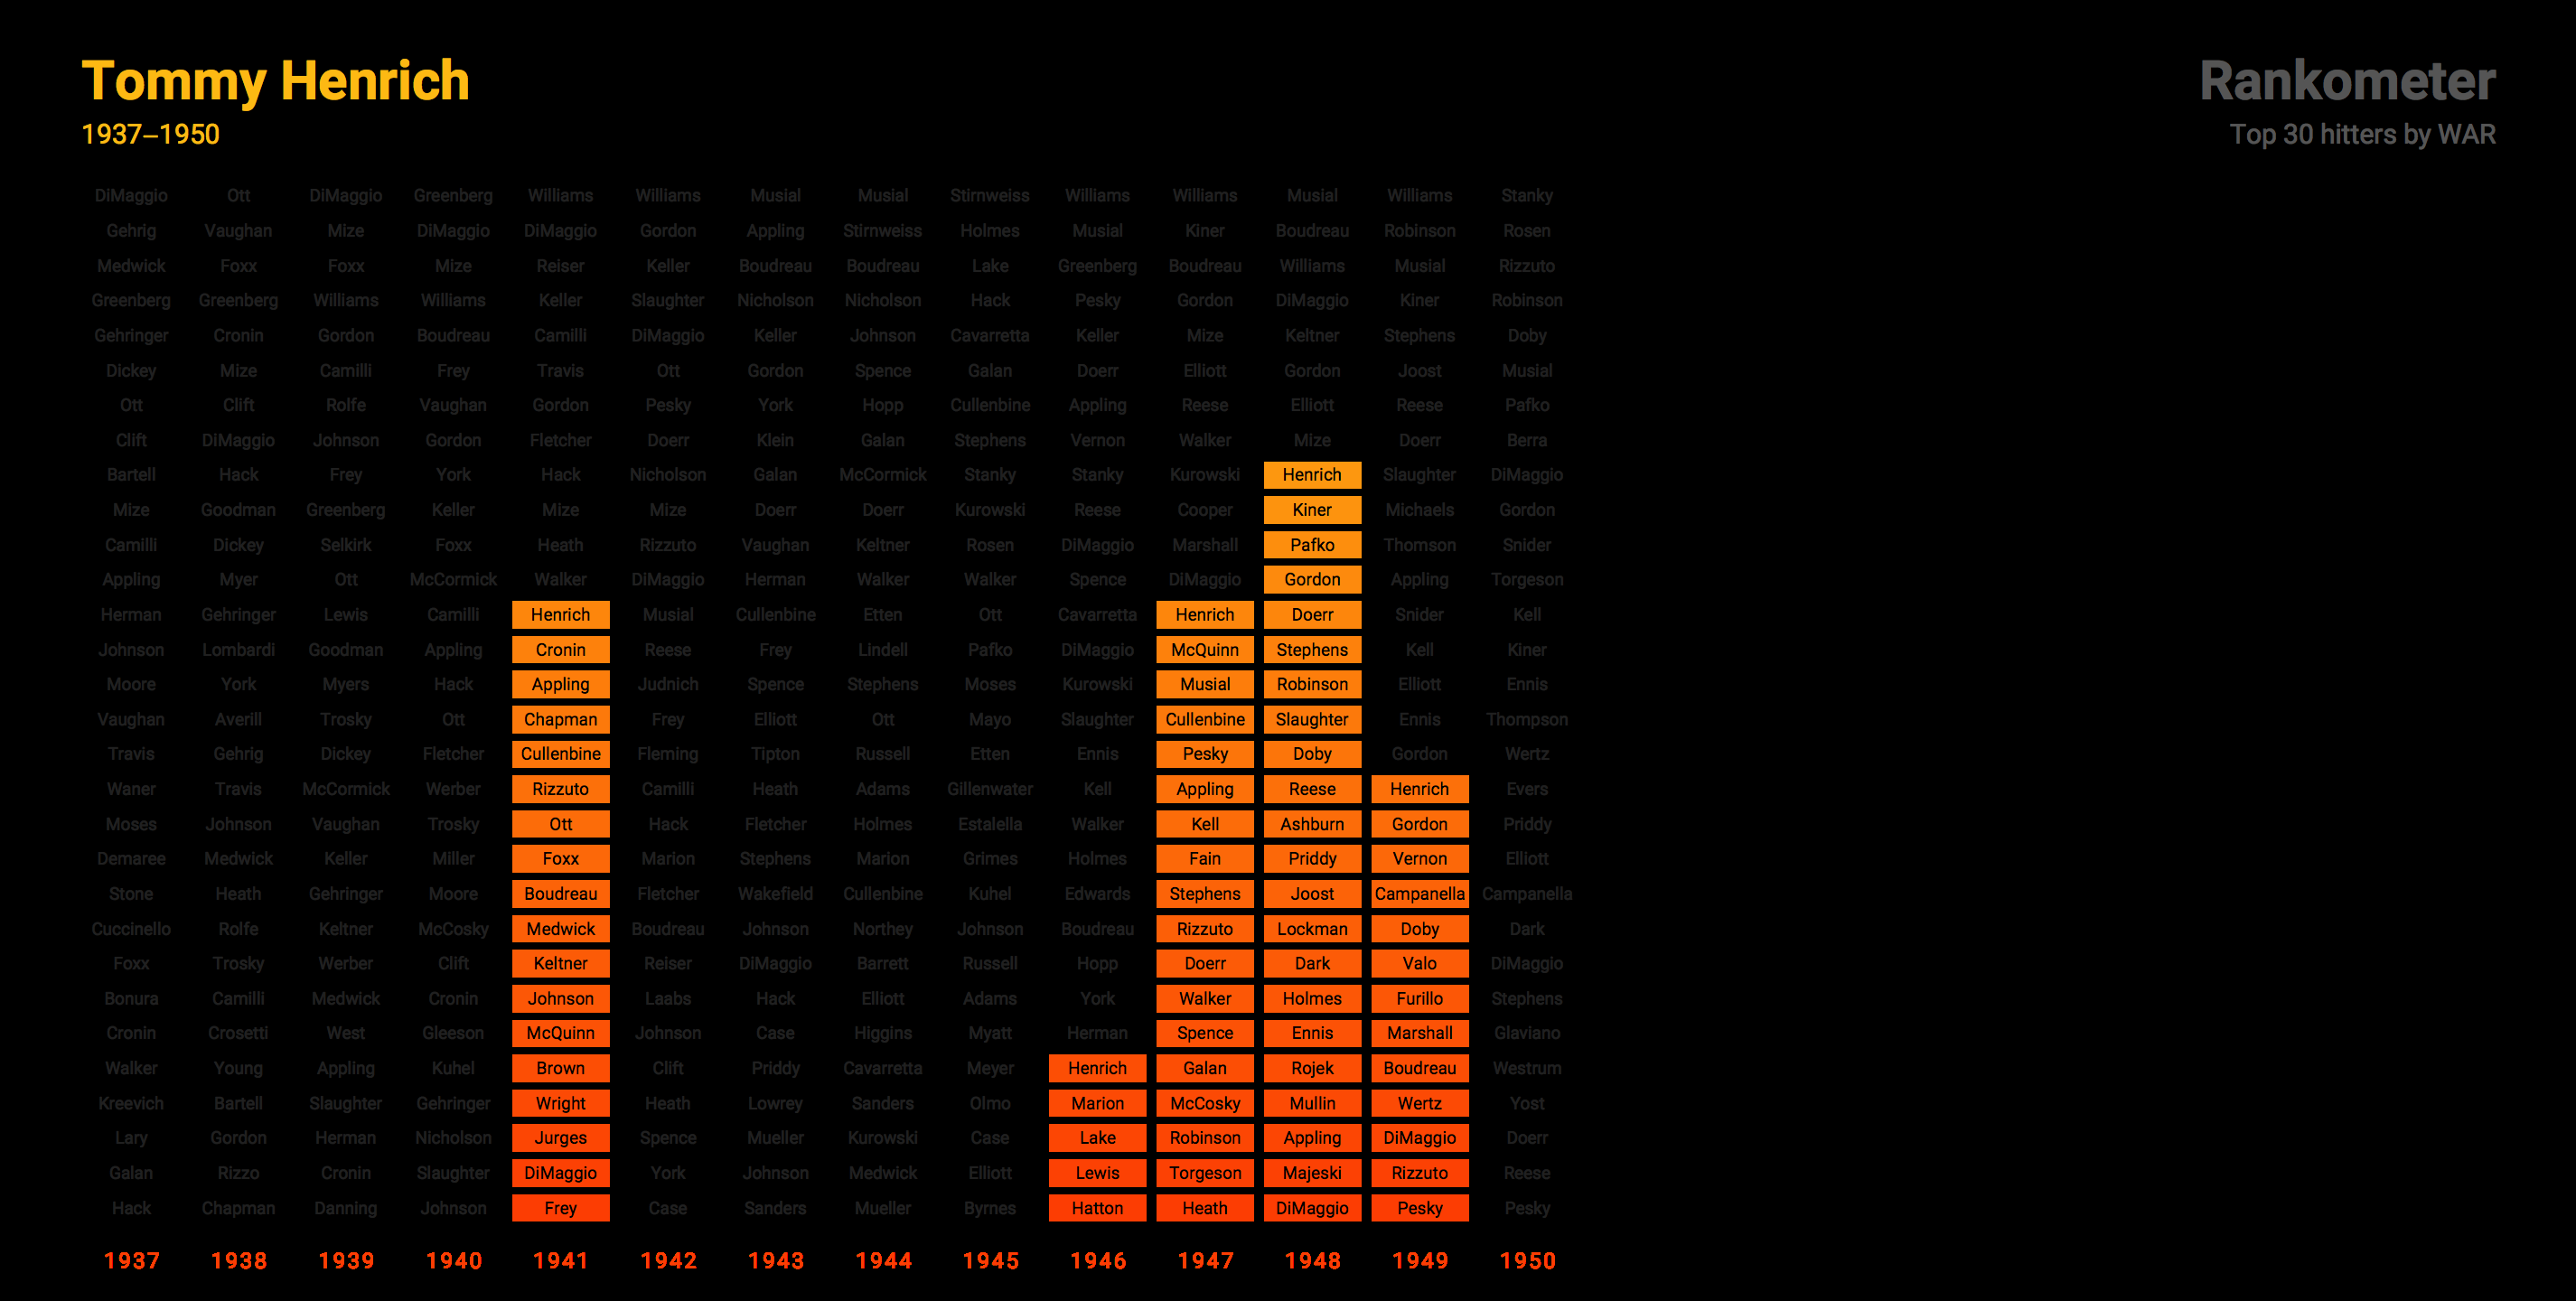 Tommy Henrich
1937–1950
Rankometer
Top 30 hitters by WAR
DiMaggio Ott DiMaggio Greenberg Williams Williams Musial Musial Stirnweiss Williams Williams Musial Williams Stanky
Gehrig Vaughan Mize DiMaggio DiMaggio Gordon Appling Stirnweiss Holmes Musial Kiner Boudreau Robinson Rosen
Medwick Foxx Foxx Mize Reiser Keller Boudreau Boudreau Lake Greenberg Boudreau Williams Musial Rizzuto
Greenberg Greenberg Williams Williams Keller Slaughter Nicholson Nicholson Hack Pesky Gordon DiMaggio Kiner Robinson
Gehringer Cronin Gordon Boudreau Camilli DiMaggio Keller Johnson Cavarretta Keller Mize Keltner Stephens Doby
Dickey Mize Camilli Frey Travis Ott Gordon Spence Galan Doerr Elliott Gordon Joost Musial
Ott Clift Rolfe Vaughan Gordon Pesky York Hopp Cullenbine Appling Reese Elliott Reese Pafko
Clift DiMaggio Johnson Gordon Fletcher Doerr Klein Galan Stephens Vernon Walker Mize Doerr Berra
Bartell Hack Frey York Hack Nicholson Galan McCormick Stanky Stanky Kurowski Henrich Slaughter DiMaggio
Mize Goodman Greenberg Keller Mize Mize Doerr Doerr Kurowski Reese Cooper Kiner Michaels Gordon
Camilli Dickey Selkirk Foxx Heath Rizzuto Vaughan Keltner Rosen DiMaggio Marshall Pafko Thomson Snider
Appling Myer Ott McCormick Walker DiMaggio Herman Walker Walker Spence DiMaggio Gordon Appling Torgeson
Herman Gehringer Lewis Camilli Henrich Musial Cullenbine Etten Ott Cavarretta Henrich Doerr Snider Kell
Johnson Lombardi Goodman Appling Cronin Reese Frey Lindell Pafko DiMaggio McQuinn Stephens Kell Kiner
Moore York Myers Hack Appling Judnich Spence Stephens Moses Kurowski Musial Robinson Elliott Ennis
Vaughan Averill Trosky Ott Chapman Frey Elliott Ott Mayo Slaughter Cullenbine Slaughter Ennis Thompson
Travis Gehrig Dickey Fletcher Cullenbine Fleming Tipton Russell Etten Ennis Pesky Doby Gordon Wertz
Waner Travis McCormick Werber Rizzuto Camilli Heath Adams Gillenwater Kell Appling Reese Henrich Evers
Moses Johnson Vaughan Trosky Ott Hack Fletcher Holmes Estalella Walker Kell Ashburn Gordon Priddy
Demaree Medwick Keller Miller Foxx Marion Stephens Marion Grimes Holmes Fain Priddy Vernon Elliott
Stone Heath Gehringer Moore Boudreau Fletcher Wakefield Cullenbine Kuhel Edwards Stephens Joost Campanella Campanella
Cuccinello Rolfe Keltner McCosky Medwick Boudreau Johnson Northey Johnson Boudreau Rizzuto Lockman Doby Dark
Foxx Trosky Werber Clift Keltner Reiser DiMaggio Barrett Russell Hopp Doerr Dark Valo DiMaggio
Bonura Camilli Medwick Cronin Johnson Laabs Hack Elliott Adams York Walker Holmes Furillo Stephens
Cronin Crosetti West Gleeson McQuinn Johnson Case Higgins Myatt Herman Spence Ennis Marshall Glaviano
Walker Young Appling Kuhel Brown Clift Priddy Cavarretta Meyer Henrich Galan Rojek Boudreau Westrum
Kreevich Bartell Slaughter Gehringer Wright Heath Lowrey Sanders Olmo Marion McCosky Mullin Wertz Yost
Lary Gordon Herman Nicholson Jurges Spence Mueller Kurowski Case Lake Robinson Appling DiMaggio Doerr
Galan Rizzo Cronin Slaughter DiMaggio York Johnson Medwick Elliott Lewis Torgeson Majeski Rizzuto Reese
Hack Chapman Danning Johnson Frey Case Sanders Mueller Byrnes Hatton Heath DiMaggio Pesky Pesky
1937 1938 1939 1940 1941 1942 1943 1944 1945 1946 1947 1948 1949 1950